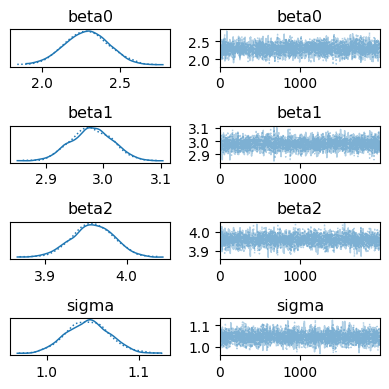 beta0 beta0
2.5
2.0
2.0 2.5 0 1000
beta1 beta1
3.1
3.0
2.9
2.9 3.0 3.1 0 1000
beta2 beta2
4.0
3.9
3.9 4.0 0 1000
sigma sigma
1.1
1.0
1.0 1.1 0 1000